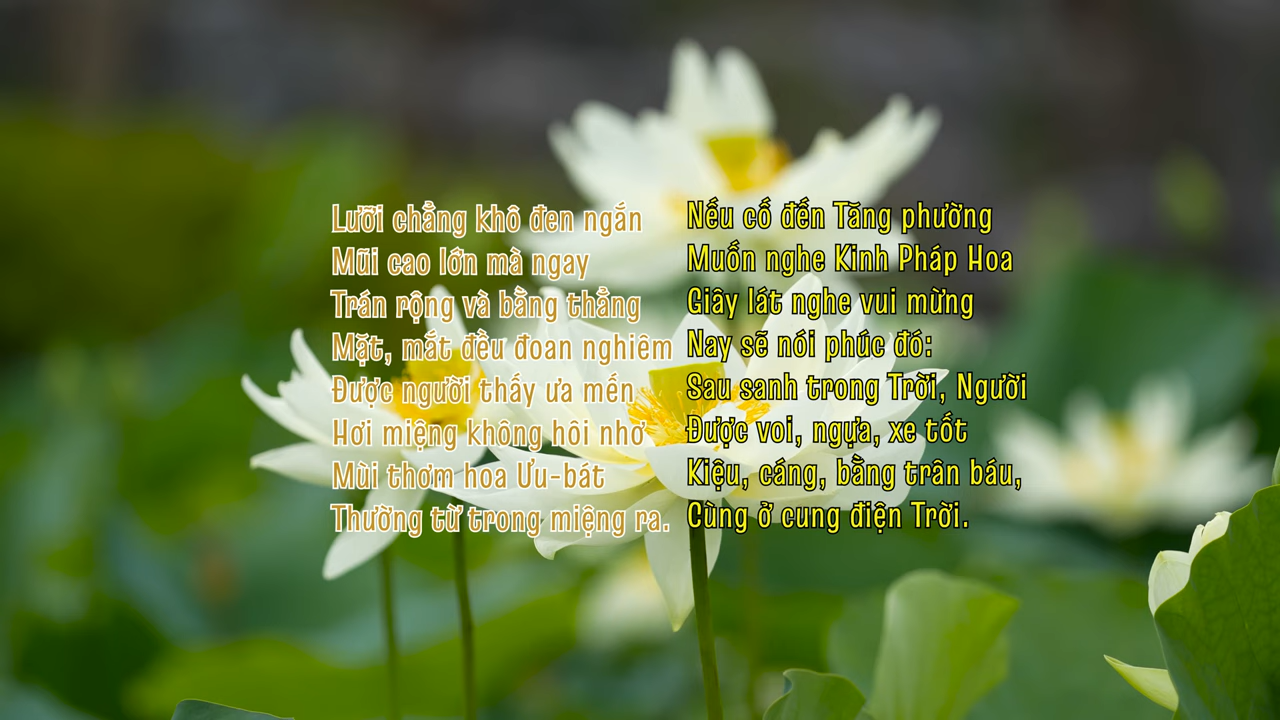 Lưỡi chẳng khô đen ngắn
Mũi cao lớn mà ngay
Trán rộng và bằng thẳng
Mặt, mắt đều đoan nghiêm
Được người thấy ưa mến
Hơi miệng không hôi nhơ
Mùi thơm hoa Ưu-bát
Thường từ trong miệng ra.
Nếu cố đến Tăng phường
Muốn nghe Kinh Pháp Hoa
Giây lát nghe vui mừng
Nay sẽ nói phúc đó:
Sau sanh trong Trời, Người
Được voi, ngựa, xe tốt
Kiệu, cáng, bằng trân báu,
Cùng ở cung điện Trời.